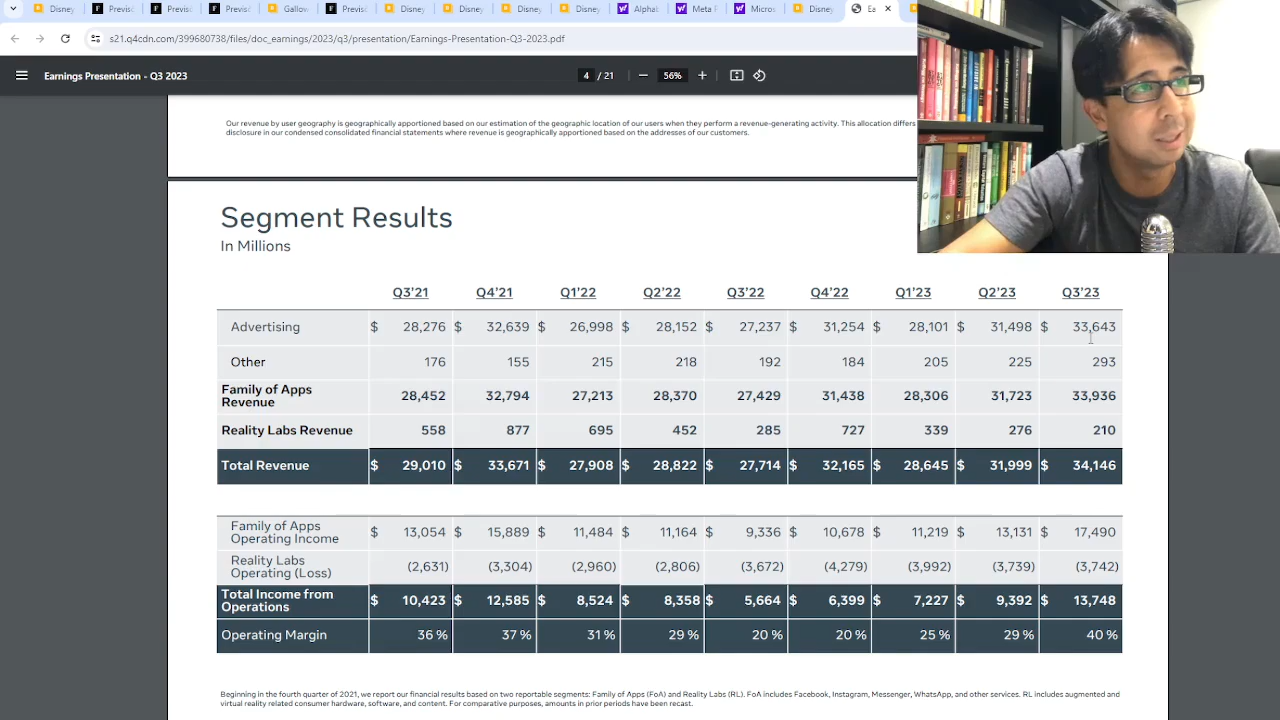 Disney
Previs
Previs
Previs
Gallow
Previs
Disney
Disney
Disney
Disney
Alpha
Meta P
Micros
Disney
Ea
s21.q4cdn.com/399680738/files/doc_earnings/2023/q3/presentation/Earnings-Presentation-Q3-2023.pdf
Earnings Presentation - Q3 2023
4 / 21
56%
Our revenue by user geography is geographically apportioned based on our estimation of the geographic location of our users when they perform a revenue-generating activity. This allocation differs
disclosure in our condensed consolidated financial statements where revenue is geographically apportioned based on the addresses of our customers.
Segment Results
In Millions
Q3'21 Q4'21 Q1'22 Q2'22 Q3'22 Q4'22 Q1'23 Q2'23 Q3'23
Advertising $ 28,276 $ 32,639 $ 26,998 $ 28,152 $ 27,237 $ 31,254 $ 28,101 $ 31,498 $ 33,643
Other 176 155 215 218 192 184 205 225 293
Family of Apps
Revenue 28,452 32,794 27,213 28,370 27,429 31,438 28,306 31,723 33,936
Reality Labs Revenue 558 877 695 452 285 727 339 276 210
Total Revenue $ 29,010 $ 33,671 $ 27,908 $ 28,822 $ 27,714 $ 32,165 $ 28,645 $ 31,999 $ 34,146
Family of Apps
Operating Income $ 13,054 $ 15,889 $ 11,484 $ 11,164 $ 9,336 $ 10,678 $ 11,219 $ 13,131 $ 17,490
Reality Labs
Operating (Loss) (2,631) (3,304) (2,960) (2,806) (3,672) (4,279) (3,992) (3,739) (3,742)
Total Income from
Operations $ 10,423 $ 12,585 $ 8,524 $ 8,358 $ 5,664 $ 6,399 $ 7,227 $ 9,392 $ 13,748
Operating Margin 36 % 37 % 31 % 29 % 20 % 20 % 25 % 29 % 40 %
Beginning in the fourth quarter of 2021, we report our financial results based on two reportable segments: Family of Apps (FoA) and Reality Labs (RL). FoA includes Facebook, Instagram, Messenger, WhatsApp, and other services. RL includes augmented and
virtual reality related consumer hardware, software, and content. For comparative purposes, amounts in prior periods have been recast.